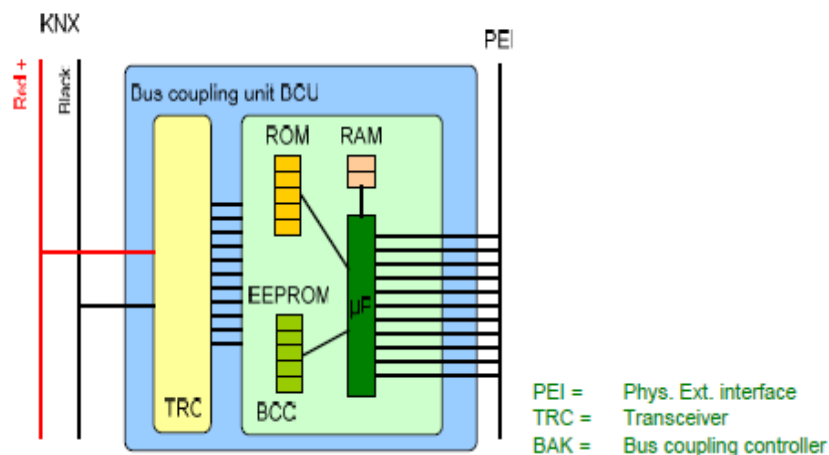 KNX
PEI
Red +
Black
Bus coupling unit BCU
ROM
RAM
EEPROM
µP
TRC
BCC
PEI = Phys. Ext. interface
TRC = Transceiver
BAK = Bus coupling controller